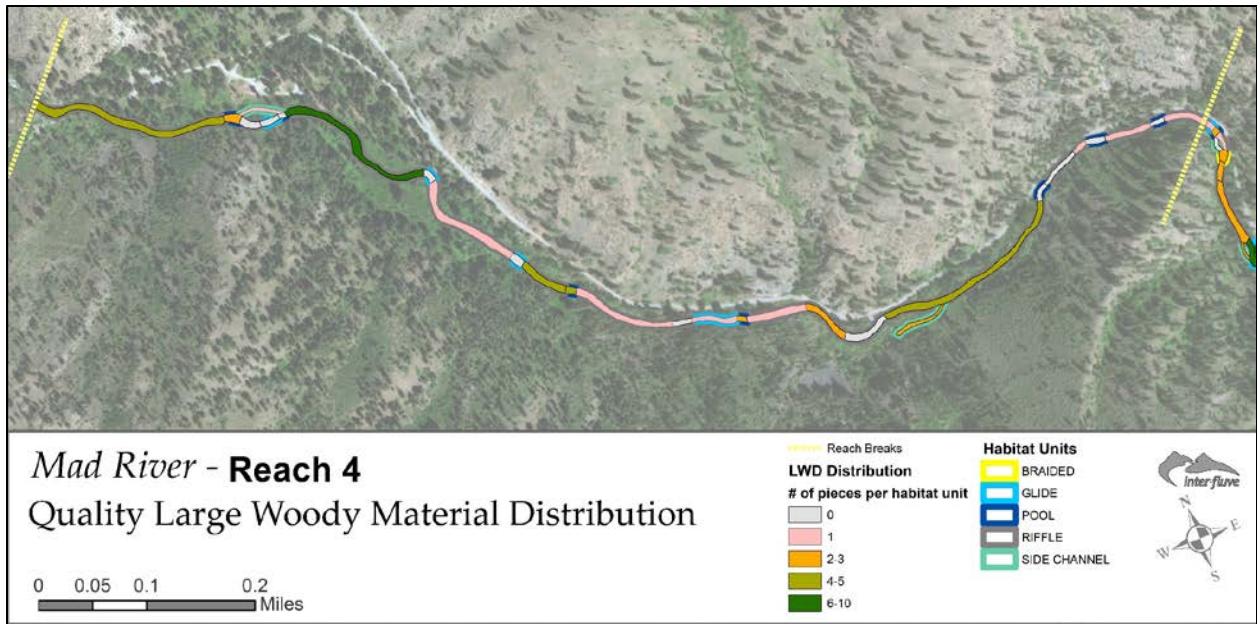 Mad River - Reach 4
Quality Large Woody Material Distribution
0 0.05 0.1 0.2
Miles
Reach Breaks
LWD Distribution
# of pieces per habitat unit
0
1
2-3
4-5
6-10
Habitat Units
BRAIDED
GLIDE
POOL
RIFFLE
SIDE CHANNEL
inter-fluve
N
E
W
S